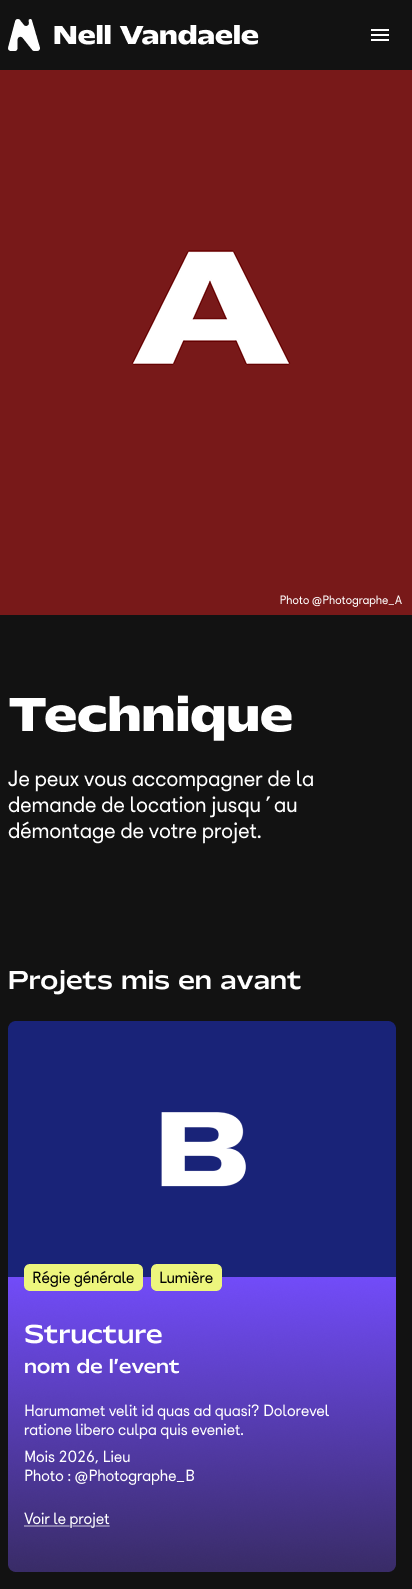 Nell Vandaele
A
Photo @Photographe_A
Technique
Je peux vous accompagner de la
demande de location jusqu ’ au
démontage de votre projet.
Projets mis en avant
B
Régie générale Lumière
Structure
nom de l’event
Harumamet velit id quas ad quasi? Dolorevel
ratione libero culpa quis eveniet.
Mois 2026, Lieu
Photo : @Photographe_B
Voir le projet